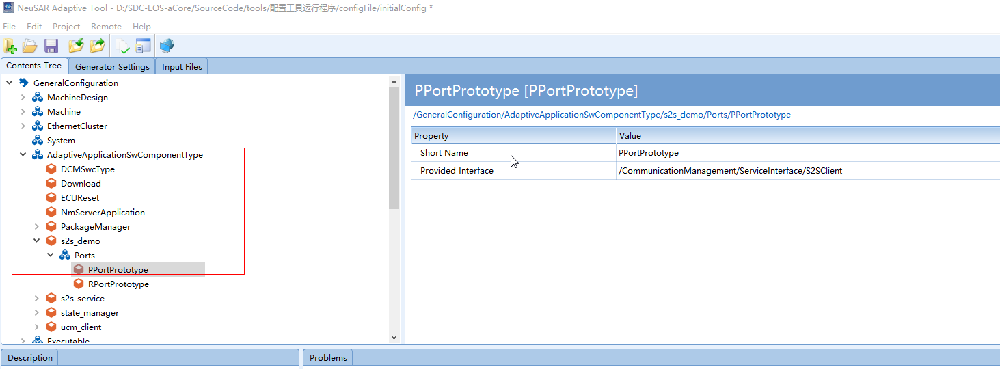 NeuSAR Adaptive Tool - D:/SDC-EOS-aCore/SourceCode/tools/配置工具运行程序/configFile/initialConfig *
File Edit Project Remote Help
Contents Tree Generator Settings Input Files
GeneralConfiguration
MachineDesign
Machine
EthernetCluster
System
AdaptiveApplicationSwComponentType
DCMSwcType
Download
ECUReset
NmServerApplication
PackageManager
s2s_demo
Ports
PPortPrototype
RPortPrototype
s2s_service
state_manager
ucm_client
Executable
PPortPrototype [PPortPrototype]
/GeneralConfiguration/AdaptiveApplicationSwComponentType/s2s_demo/Ports/PPortPrototype
Property Value
Short Name PPortPrototype
Provided Interface /CommunicationManagement/ServiceInterface/S2SClient
Description Problems